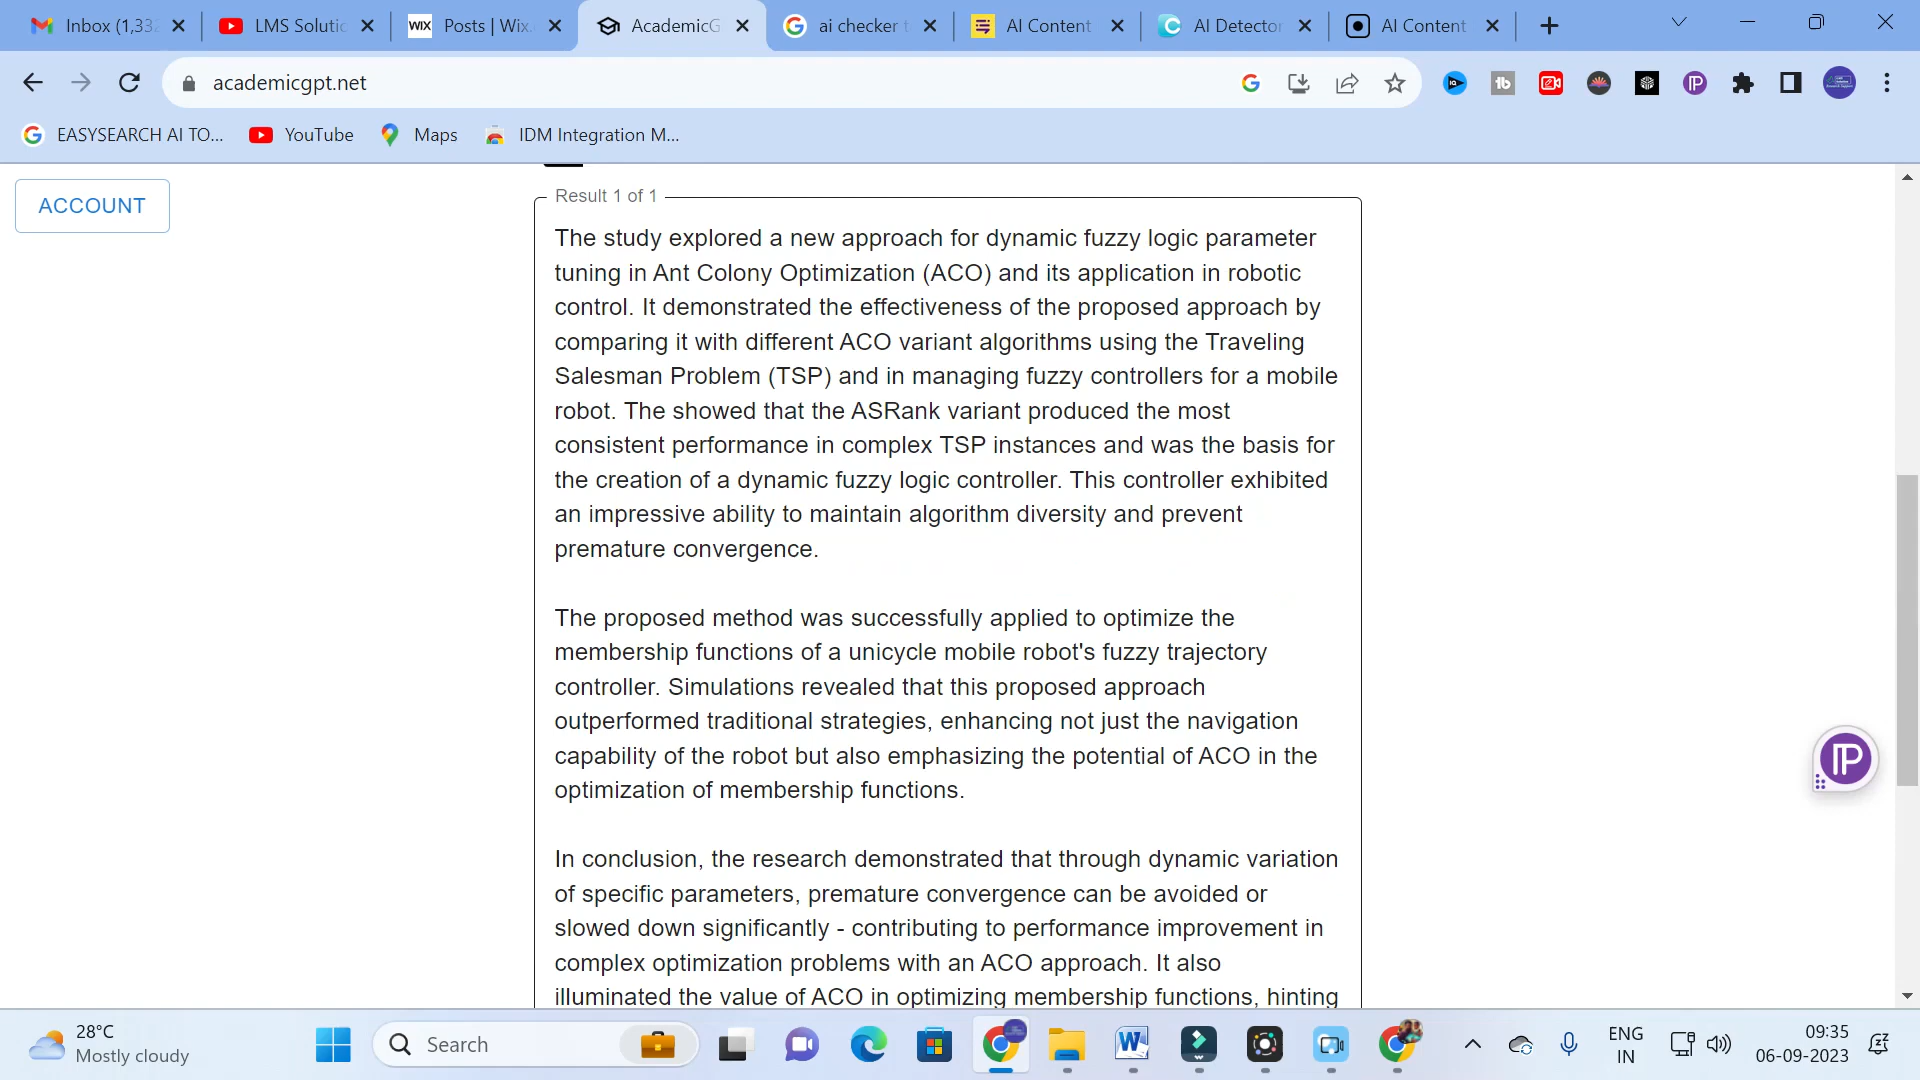 Inbox (1,332
LMS Solutic
WIX Posts | Wix.
AcademicG
ai checker t
AI Content
AI Detector
AI Content
academicgpt.net
EASYSEARCH AI TO...
YouTube
Maps
IDM Integration M...
ACCOUNT
Result 1 of 1
The study explored a new approach for dynamic fuzzy logic parameter
tuning in Ant Colony Optimization (ACO) and its application in robotic
control. It demonstrated the effectiveness of the proposed approach by
comparing it with different ACO variant algorithms using the Traveling
Salesman Problem (TSP) and in managing fuzzy controllers for a mobile
robot. The showed that the ASRank variant produced the most
consistent performance in complex TSP instances and was the basis for
the creation of a dynamic fuzzy logic controller. This controller exhibited
an impressive ability to maintain algorithm diversity and prevent
premature convergence.
The proposed method was successfully applied to optimize the
membership functions of a unicycle mobile robot's fuzzy trajectory
controller. Simulations revealed that this proposed approach
outperformed traditional strategies, enhancing not just the navigation
capability of the robot but also emphasizing the potential of ACO in the
optimization of membership functions.
In conclusion, the research demonstrated that through dynamic variation
of specific parameters, premature convergence can be avoided or
slowed down significantly - contributing to performance improvement in
complex optimization problems with an ACO approach. It also
illuminated the value of ACO in optimizing membership functions, hinting
28°C
Mostly cloudy
Search
ENG
IN
09:35
06-09-2023